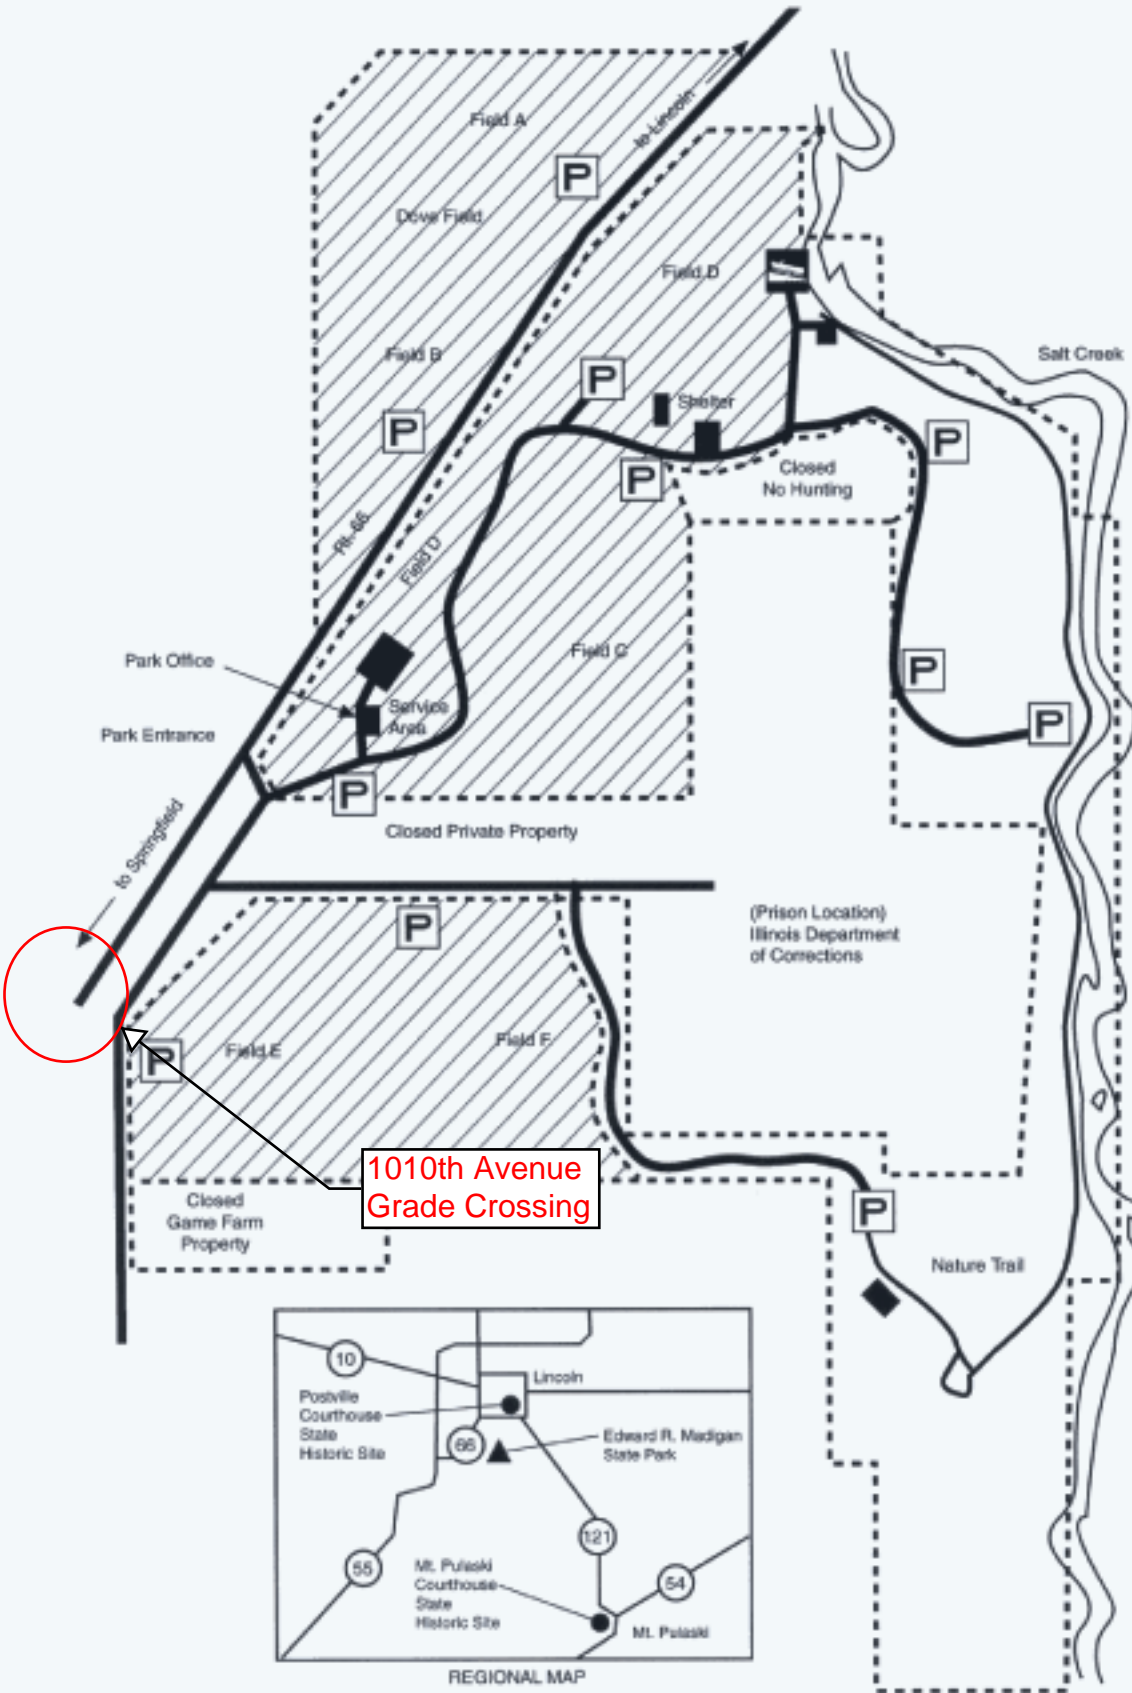 to Lincoln
Field A
P
Dove Field
Field D
Field B
P
Salt Creek
P
Shelter
P
P
Closed
No Hunting
Rt. 66
Field D
Field C
Park Office
P
Service
Area
Park Entrance
P
P
to Springfield
Closed Private Property
P
(Prison Location)
Illinois Department
of Corrections
Field E
Field F
P
1010th Avenue
Grade Crossing
Closed
Game Farm
Property
P
Nature Trail
10
Lincoln
Postville
Courthouse
State
Historic Site
66
Edward R. Madigan
State Park
121
55
Mt. Pulaski
Courthouse
State
Historic Site
54
Mt. Pulaski
REGIONAL MAP